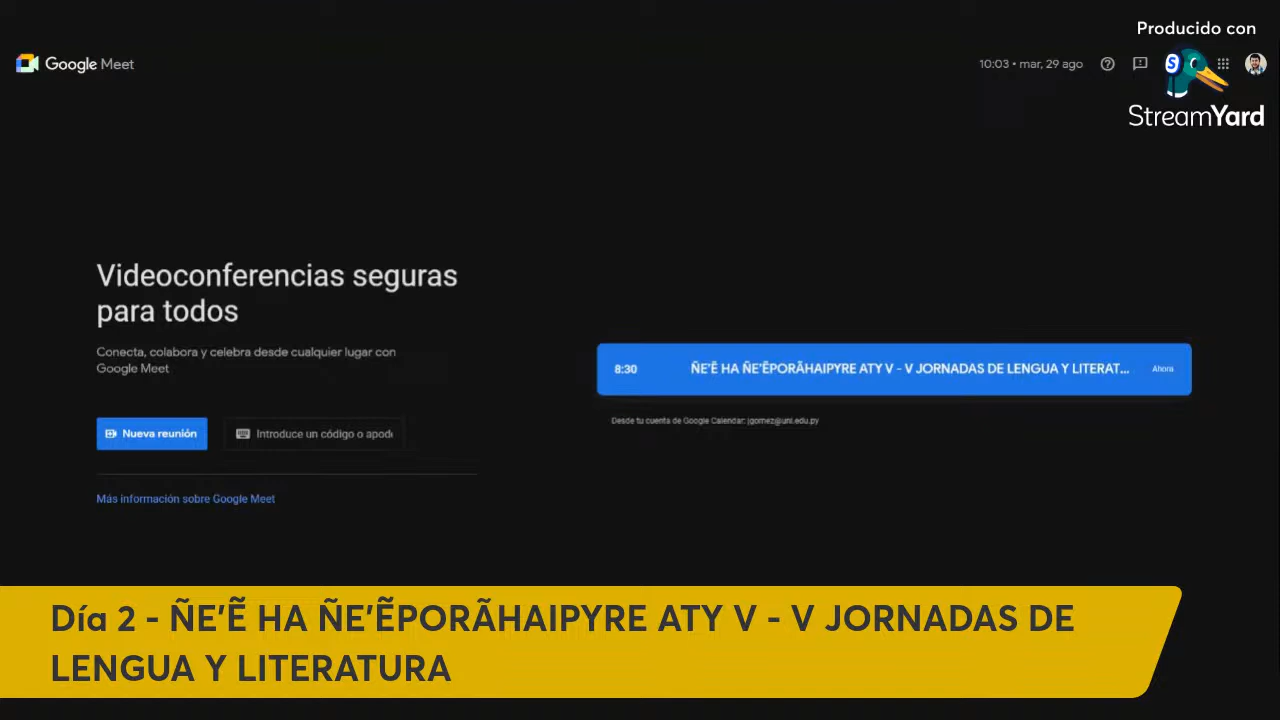 Producido con
Google Meet
10:03 • mar, 29 ago
StreamYard
Videoconferencias seguras
para todos
Conecta, colabora y celebra desde cualquier lugar con
Google Meet
8:30 ÑE'Ẽ HA ÑE'ẼPORÃHAIPYRE ATY V - V JORNADAS DE LENGUA Y LITERAT... Ahora
Desde tu cuenta de Google Calendar: jgomez@uni.edu.py
Nueva reunión
Introduce un código o apod
Más información sobre Google Meet
Día 2 - ÑE'Ẽ HA ÑE'ẼPORÃHAIPYRE ATY V - V JORNADAS DE
LENGUA Y LITERATURA